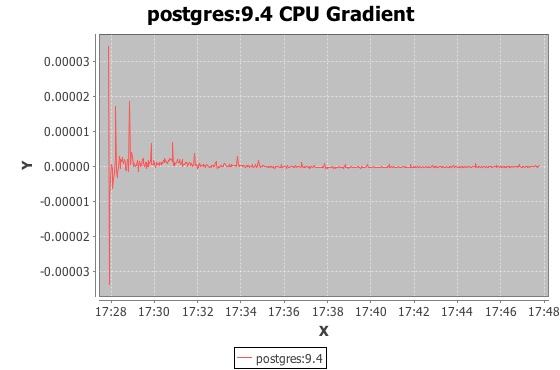 postgres:9.4 CPU Gradient
0.00003
0.00002
0.00001
0.00000
-0.00001
-0.00002
-0.00003
Y
17:28 17:30 17:32 17:34 17:36 17:38 17:40 17:42 17:44 17:46 17:48
X
postgres:9.4